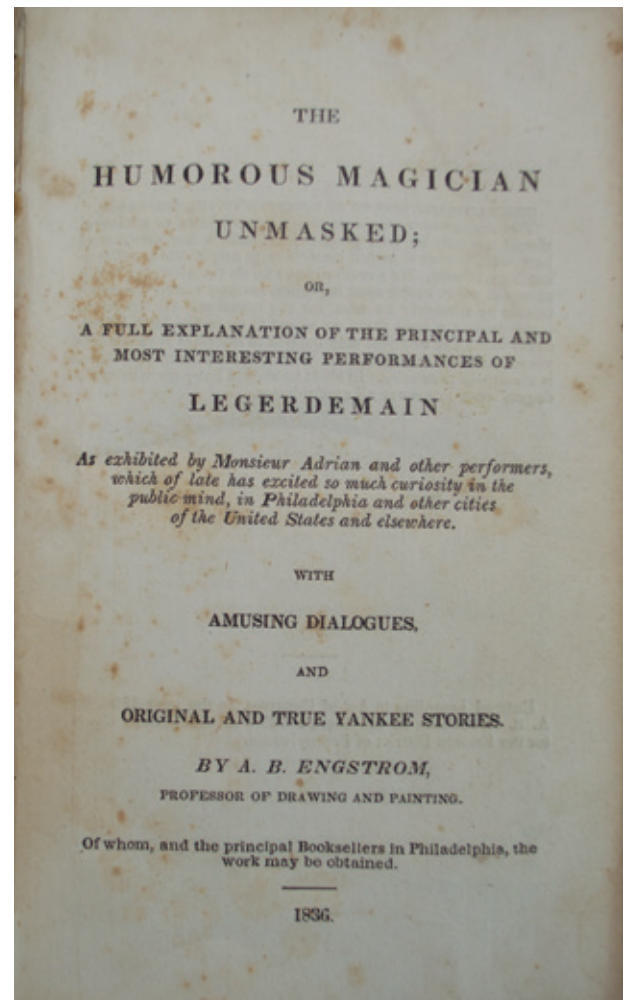 THE
HUMOROUS MAGICIAN
UNMASKED;
OR,
A FULL EXPLANATION OF THE PRINCIPAL AND
MOST INTERESTING PERFORMANCES OF
LEGERDEMAIN
As exhibited by Monsieur Adrian and other performers,
which of late has excited so much curiosity in the
public mind, in Philadelphia and other cities
of the United States and elsewhere.
WITH
AMUSING DIALOGUES,
AND
ORIGINAL AND TRUE YANKEE STORIES.
BY A. B. ENGSTROM,
PROFESSOR OF DRAWING AND PAINTING.
Of whom, and the principal Booksellers in Philadelphia, the
work may be obtained.
1836.